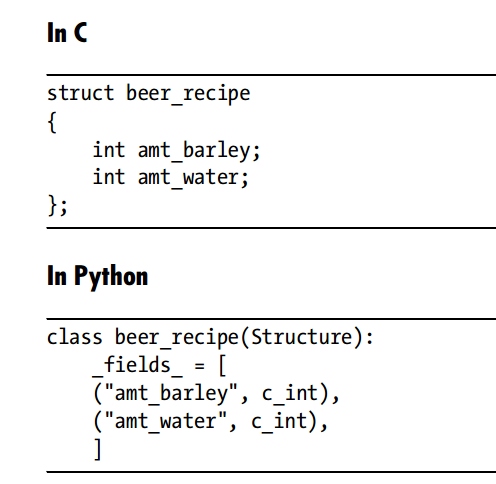 In C
struct beer_recipe
{
    int amt_barley;
    int amt_water;
};
In Python
class beer_recipe(Structure):
    _fields_ = [
    ("amt_barley", c_int),
    ("amt_water", c_int),
    ]